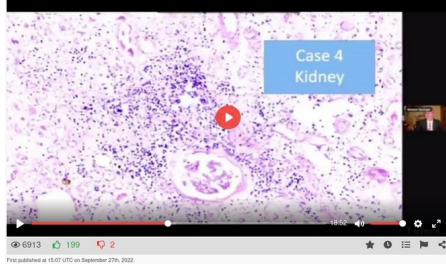 Case 4
Kidney
18:52
6913 199 2
First published at 15:07 UTC on September 27th, 2022.